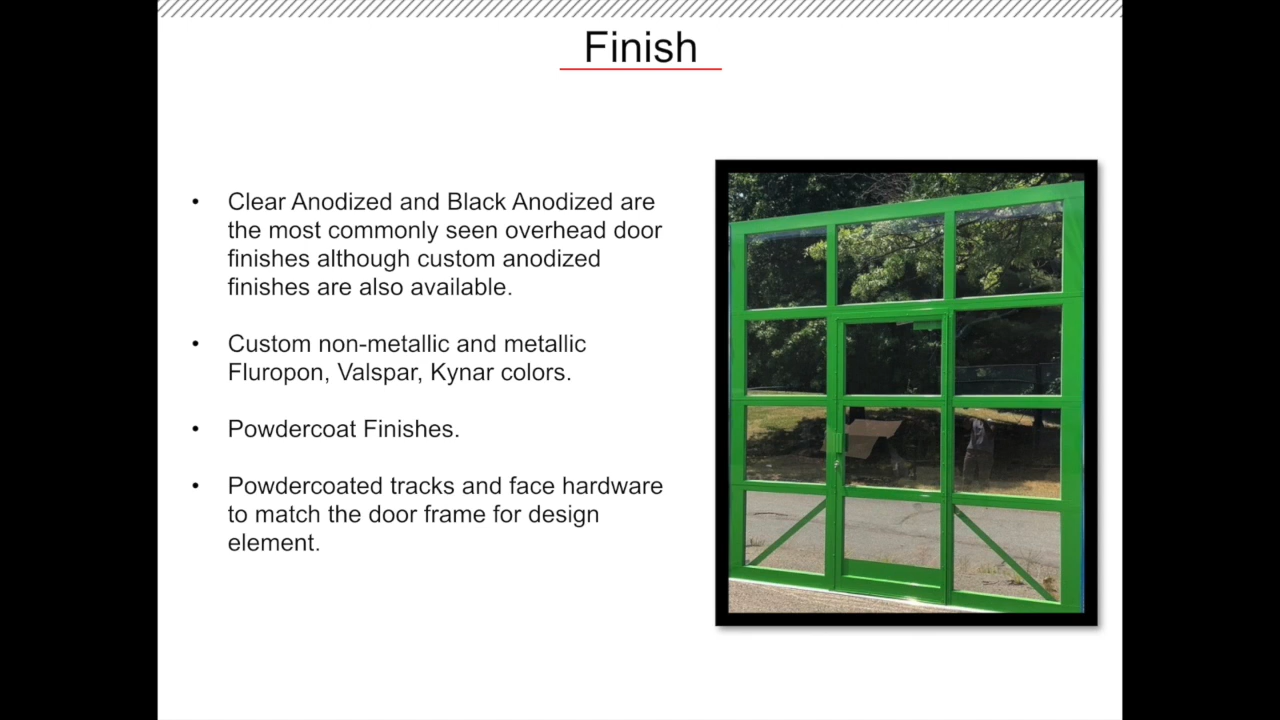 Finish
• Clear Anodized and Black Anodized are
the most commonly seen overhead door
finishes although custom anodized
finishes are also available.
• Custom non-metallic and metallic
Fluropon, Valspar, Kynar colors.
• Powdercoat Finishes.
• Powdercoated tracks and face hardware
to match the door frame for design
element.